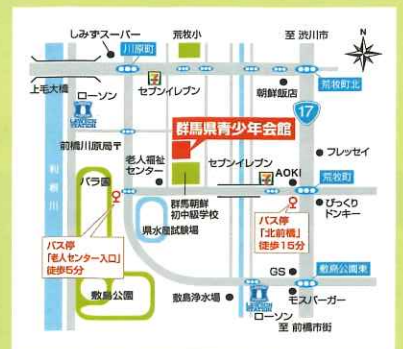 しみずスーパー
荒牧小
至 渋川市
N
川原町
上毛大橋
セブンイレブン
朝鮮飯店
荒牧町北
ローソン
17
群馬県青少年会館
前橋川原局〒
老人福祉
センター
セブンイレブン
フレッセイ
利根川
バラ園
AOKI
荒牧町
群馬朝鮮
初中級学校
びっくり
ドンキー
バス停
「老人センター入口」
徒歩5分
県水産試験場
バス停
「北前橋」
徒歩15分
敷島公園東
GS
敷島公園
敷島浄水場
モスバーガー
ローソン
至 前橋市街